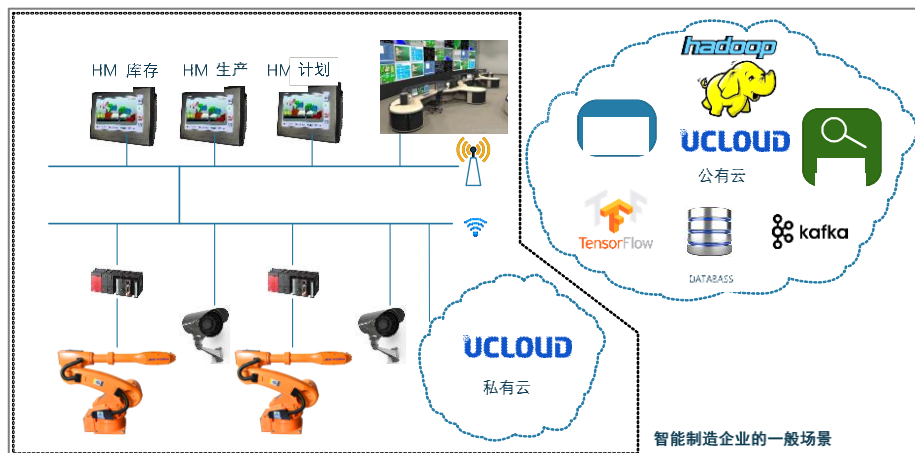 HM 库存
HM 生产
HM 计划
hadoop
UCLOUD
公有云
TensorFlow
DATABASS
kafka
UCLOUD
私有云
智能制造企业的一般场景